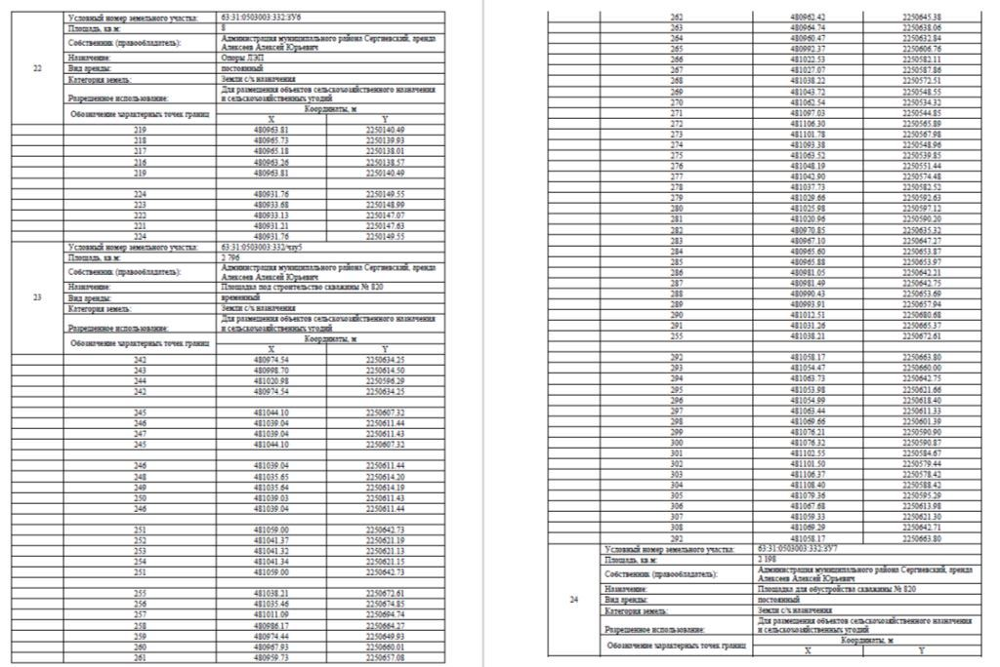 22
Условный номер земельного участка: 63:31:0503003:332:ЗУ6
Площадь, кв м: 8
Собственник (правообладатель): Администрация муниципального района Сергиевский, аренда
Алексеев Алексей Юрьевич
Назначение: Опоры ЛЭП
Вид аренды: постоянный
Категория земель: Земли с/х назначения
Разрешенное использование: Для размещения объектов сельскохозяйственного назначения
и сельскохозяйственных угодий
Обозначение характерных точек границ Координаты, м
X Y
219 480963.81 2250140.49
218 480965.73 2250139.93
217 480965.18 2250138.01
216 480963.26 2250138.57
219 480963.81 2250140.49
224 480931.76 2250149.55
223 480933.68 2250148.99
222 480933.13 2250147.07
221 480931.21 2250147.63
224 480931.76 2250149.55
23
Условный номер земельного участка: 63:31:0503003:332/чзу5
Площадь, кв м: 2 796
Собственник (правообладатель): Администрация муниципального района Сергиевский, аренда
Алексеев Алексей Юрьевич
Назначение: Площадка под строительство скважины № 820
Вид аренды: временный
Категория земель: Земли с/х назначения
Разрешенное использование: Для размещения объектов сельскохозяйственного назначения
и сельскохозяйственных угодий
Обозначение характерных точек границ Координаты, м
X Y
242 480974.54 2250634.25
243 480998.70 2250614.50
244 481020.98 2250596.29
242 480974.54 2250634.25
245 481044.10 2250607.32
246 481039.04 2250611.44
247 481039.04 2250611.43
245 481044.10 2250607.32
246 481039.04 2250611.44
248 481035.65 2250614.20
249 481035.64 2250614.19
250 481039.03 2250611.43
246 481039.04 2250611.44
251 481059.00 2250642.73
252 481041.37 2250621.19
253 481041.32 2250621.13
254 481041.34 2250621.15
251 481059.00 2250642.73
255 481038.21 2250672.61
256 481035.46 2250674.85
257 481011.09 2250694.74
258 480986.17 2250664.27
259 480974.44 2250649.93
260 480967.93 2250660.01
261 480959.73 2250657.08
262 480962.42 2250645.38
263 480964.74 2250638.06
264 480960.47 2250632.84
265 480992.37 2250606.76
266 481022.53 2250582.11
267 481027.07 2250587.86
268 481038.22 2250572.51
269 481043.72 2250548.55
270 481062.54 2250534.32
271 481097.03 2250544.85
272 481106.30 2250565.89
273 481101.78 2250567.98
274 481093.38 2250548.96
275 481063.52 2250539.85
276 481048.19 2250551.44
277 481042.90 2250574.48
278 481037.73 2250582.52
279 481029.66 2250592.63
280 481025.98 2250597.12
281 481020.96 2250590.20
282 480970.85 2250635.32
283 480967.10 2250647.27
284 480965.60 2250653.87
285 480965.88 2250653.97
286 480981.05 2250642.21
287 480981.49 2250642.75
288 480990.43 2250653.69
289 480993.91 2250657.94
290 481012.51 2250680.68
291 481031.26 2250665.37
255 481038.21 2250672.61
292 481058.17 2250663.80
293 481054.47 2250660.00
294 481063.73 2250642.75
295 481053.98 2250621.66
296 481054.99 2250618.40
297 481063.44 2250611.33
298 481069.66 2250601.39
299 481076.21 2250590.90
300 481076.32 2250590.87
301 481102.55 2250584.67
302 481101.50 2250579.44
303 481106.37 2250578.42
304 481108.40 2250588.42
305 481079.36 2250595.29
306 481067.68 2250613.98
307 481059.33 2250621.30
308 481069.29 2250642.71
292 481058.17 2250663.80
24
Условный номер земельного участка: 63:31:0503003:332:ЗУ7
Площадь, кв м: 2 198
Собственник (правообладатель): Администрация муниципального района Сергиевский, аренда
Алексеев Алексей Юрьевич
Назначение: Площадка для обустройства скважины № 820
Вид аренды: постоянный
Категория земель: Земли с/х назначения
Разрешенное использование: Для размещения объектов сельскохозяйственного назначения
и сельскохозяйственных угодий
Обозначение характерных точек границ Координаты, м
X Y